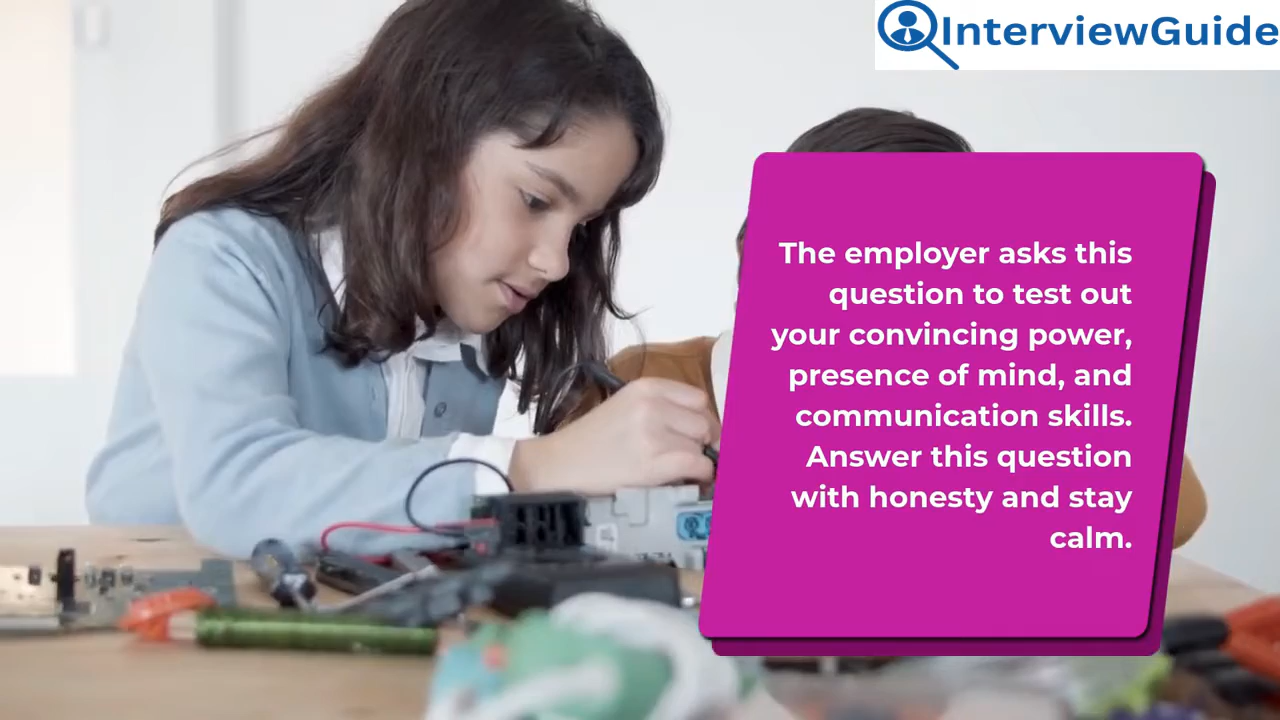 InterviewGuide
The employer asks this
question to test out
your convincing power,
presence of mind, and
communication skills.
Answer this question
with honesty and stay
calm.